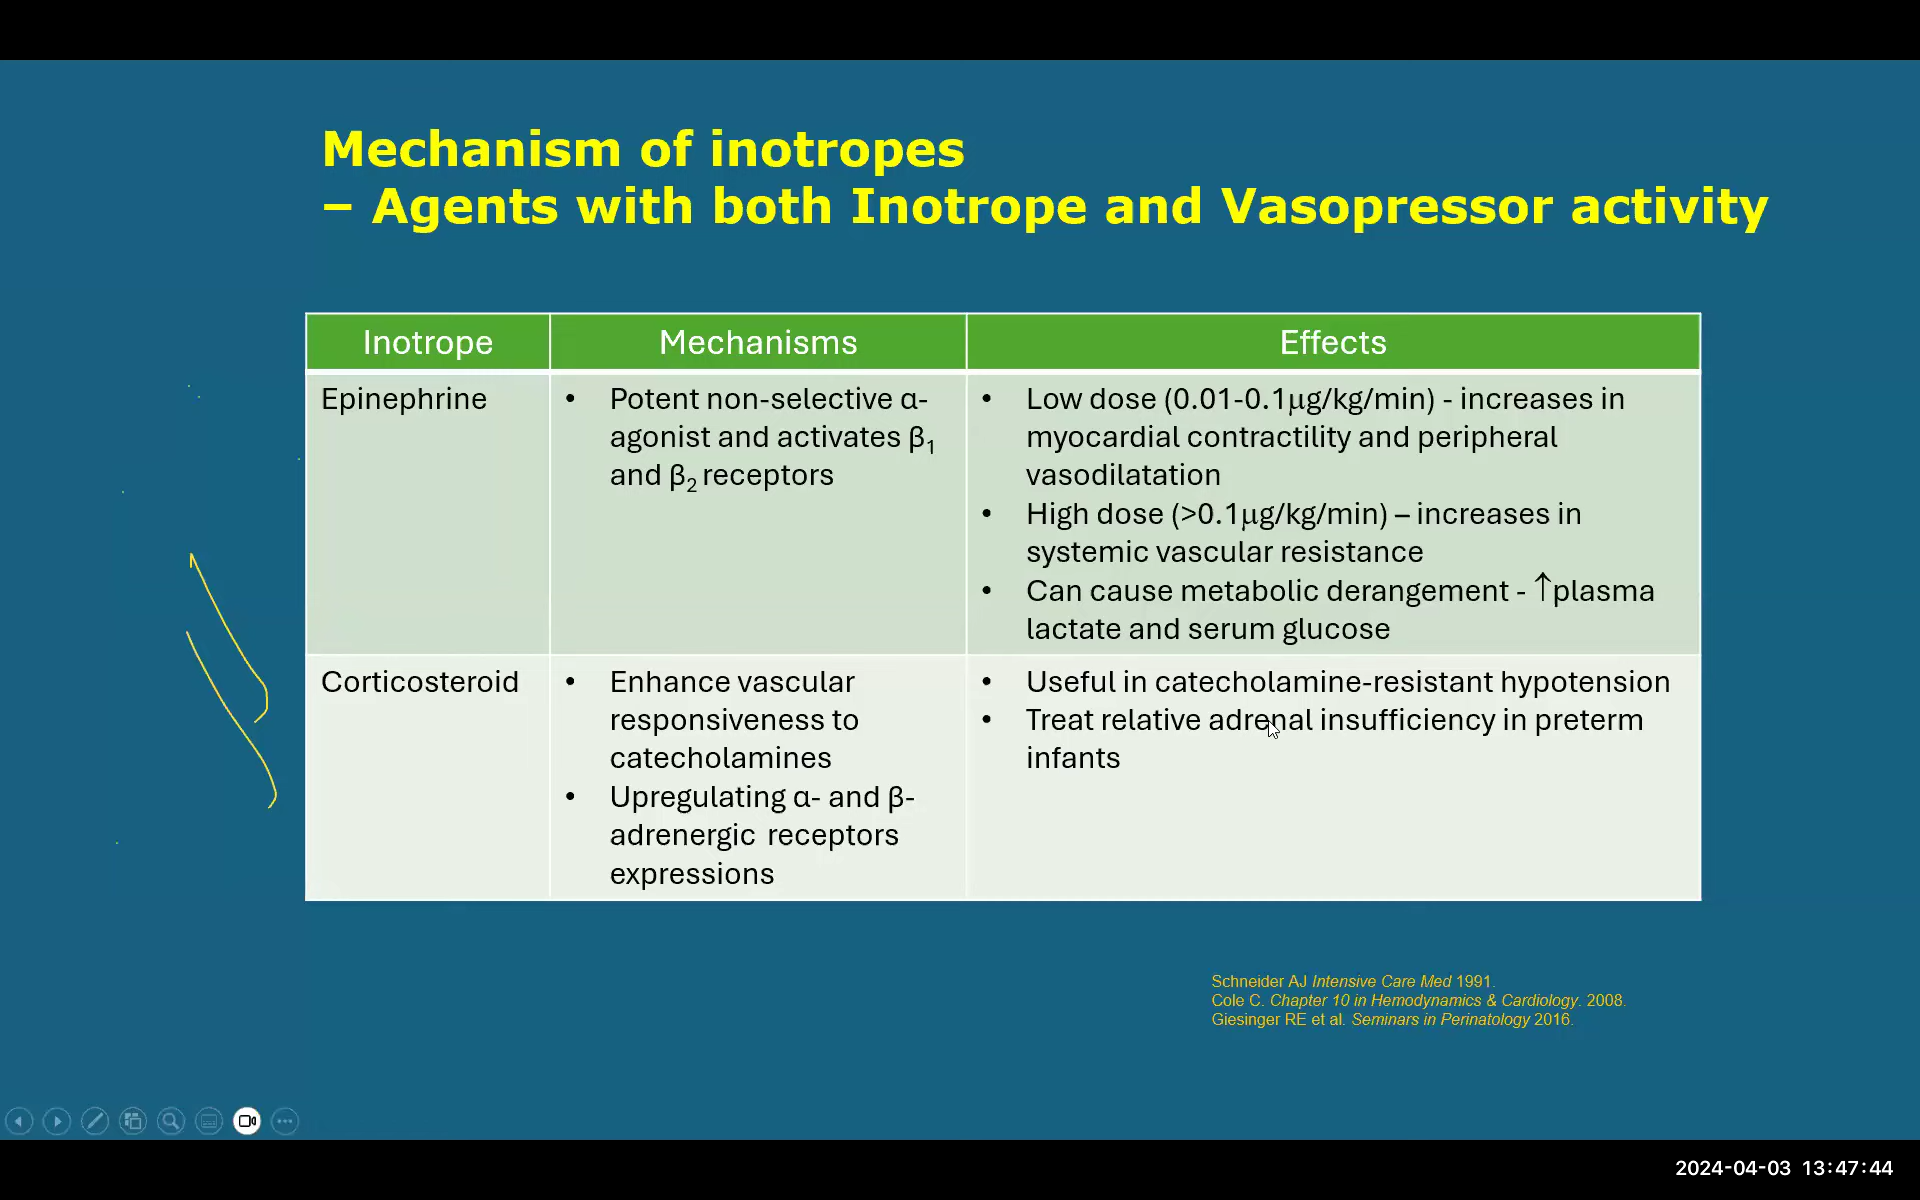 Mechanism of inotropes
– Agents with both Inotrope and Vasopressor activity
Inotrope
Mechanisms
Effects
Epinephrine
• Potent non-selective α-
agonist and activates β₁
and β₂ receptors
• Low dose (0.01-0.1µg/kg/min) - increases in
myocardial contractility and peripheral
vasodilatation
• High dose (>0.1µg/kg/min) – increases in
systemic vascular resistance
• Can cause metabolic derangement - ↑plasma
lactate and serum glucose
Corticosteroid
• Enhance vascular
responsiveness to
catecholamines
• Upregulating α- and β-
adrenergic receptors
expressions
• Useful in catecholamine-resistant hypotension
• Treat relative adrenal insufficiency in preterm
infants
Schneider AJ Intensive Care Med 1991.
Cole C. Chapter 10 in Hemodynamics & Cardiology. 2008.
Giesinger RE et al. Seminars in Perinatology 2016.
2024-04-03 13:47:44